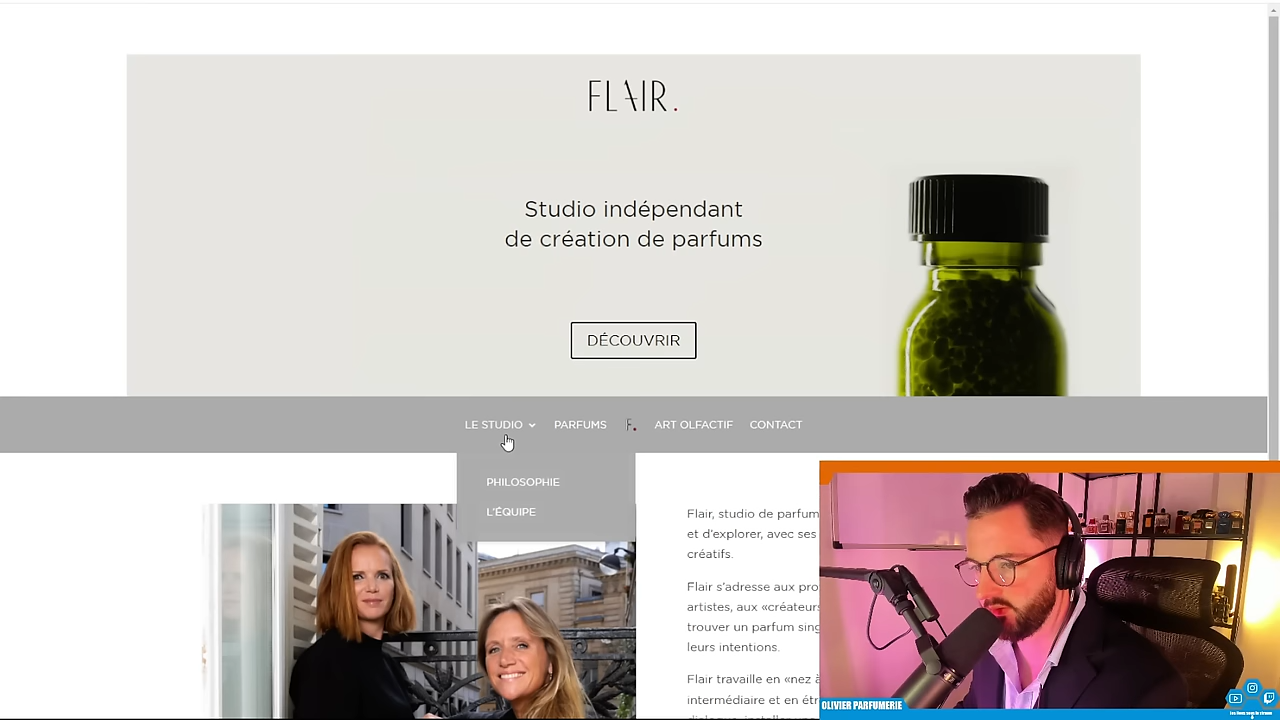 FLAIR.
Studio indépendant
de création de parfums
DÉCOUVRIR
LE STUDIO PARFUMS F. ART OLFACTIF CONTACT
PHILOSOPHIE
L'ÉQUIPE
Flair, studio de parfum
et d'explorer, avec ses
créatifs.
Flair s'adresse aux pro
artistes, aux «créateurs
trouver un parfum sing
leurs intentions.
Flair travaille en «nez à
intermédiaire et en êtr
OLIVIER PARFUMERIE